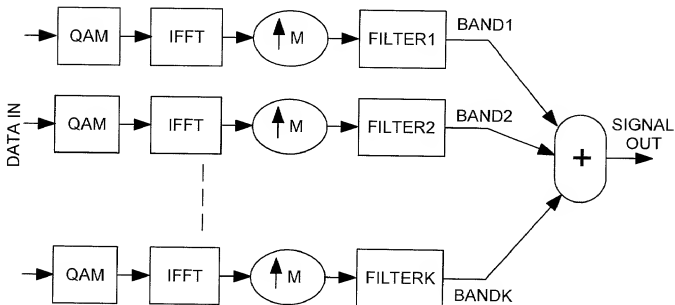 BAND1
QAM
IFFT
M
FILTER1
DATA IN
BAND2
QAM
IFFT
M
FILTER2
+
SIGNAL
OUT
QAM
IFFT
M
FILTERK
BANDK